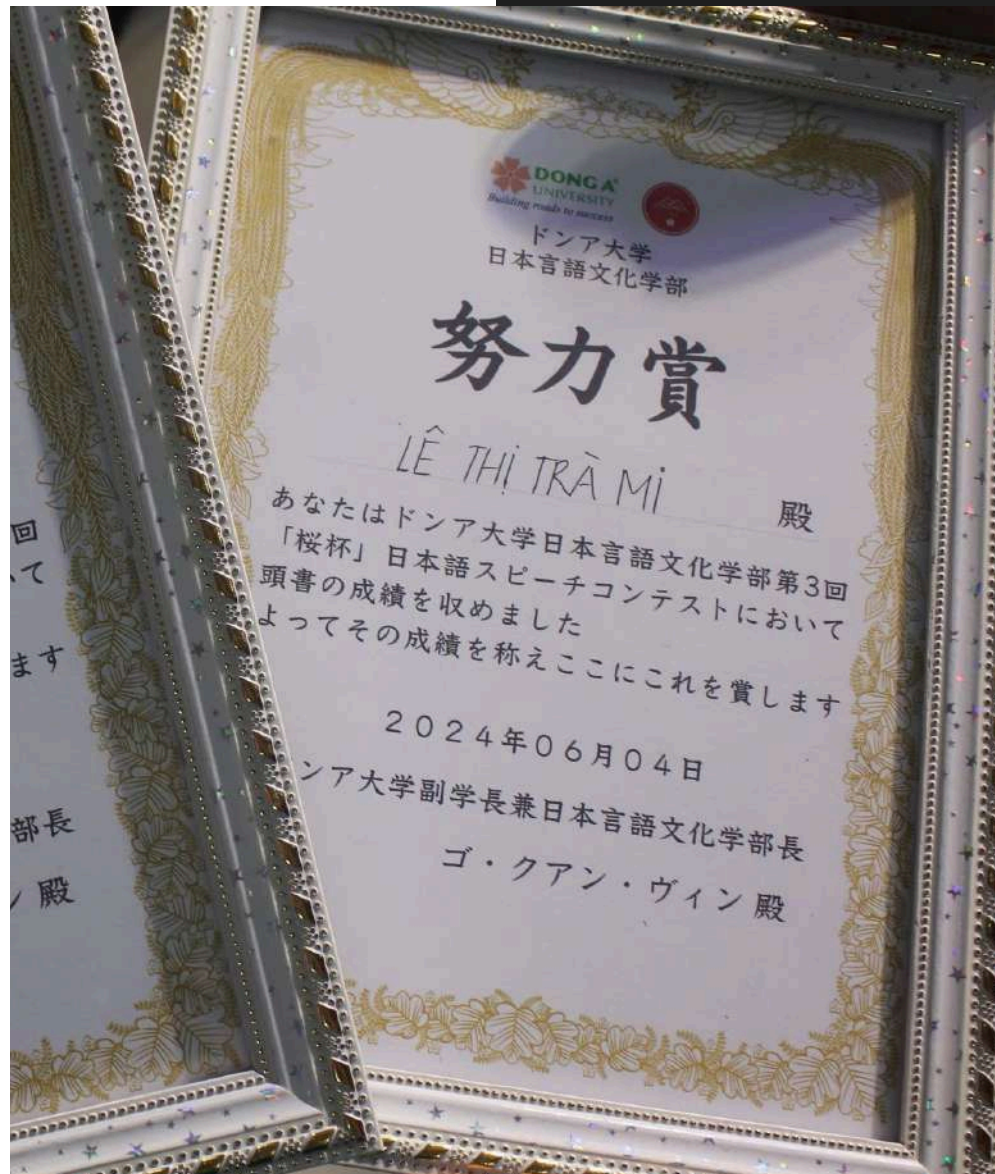 回
いて
ます
部長
ン殿
DONG A
UNIVERSITY
Building roads to success
ドンア大学
日本言語文化学部
努力賞
LÊ THỊ TRÀ MI
殿
あなたはドンア大学日本言語文化学部第3回
「桜杯」日本語スピーチコンテストにおいて
頭書の成績を収めました
よってその成績を称えここにこれを賞します
2024年06月04日
ンア大学副学長兼日本言語文化学部長
ゴ・クアン・ヴィン殿